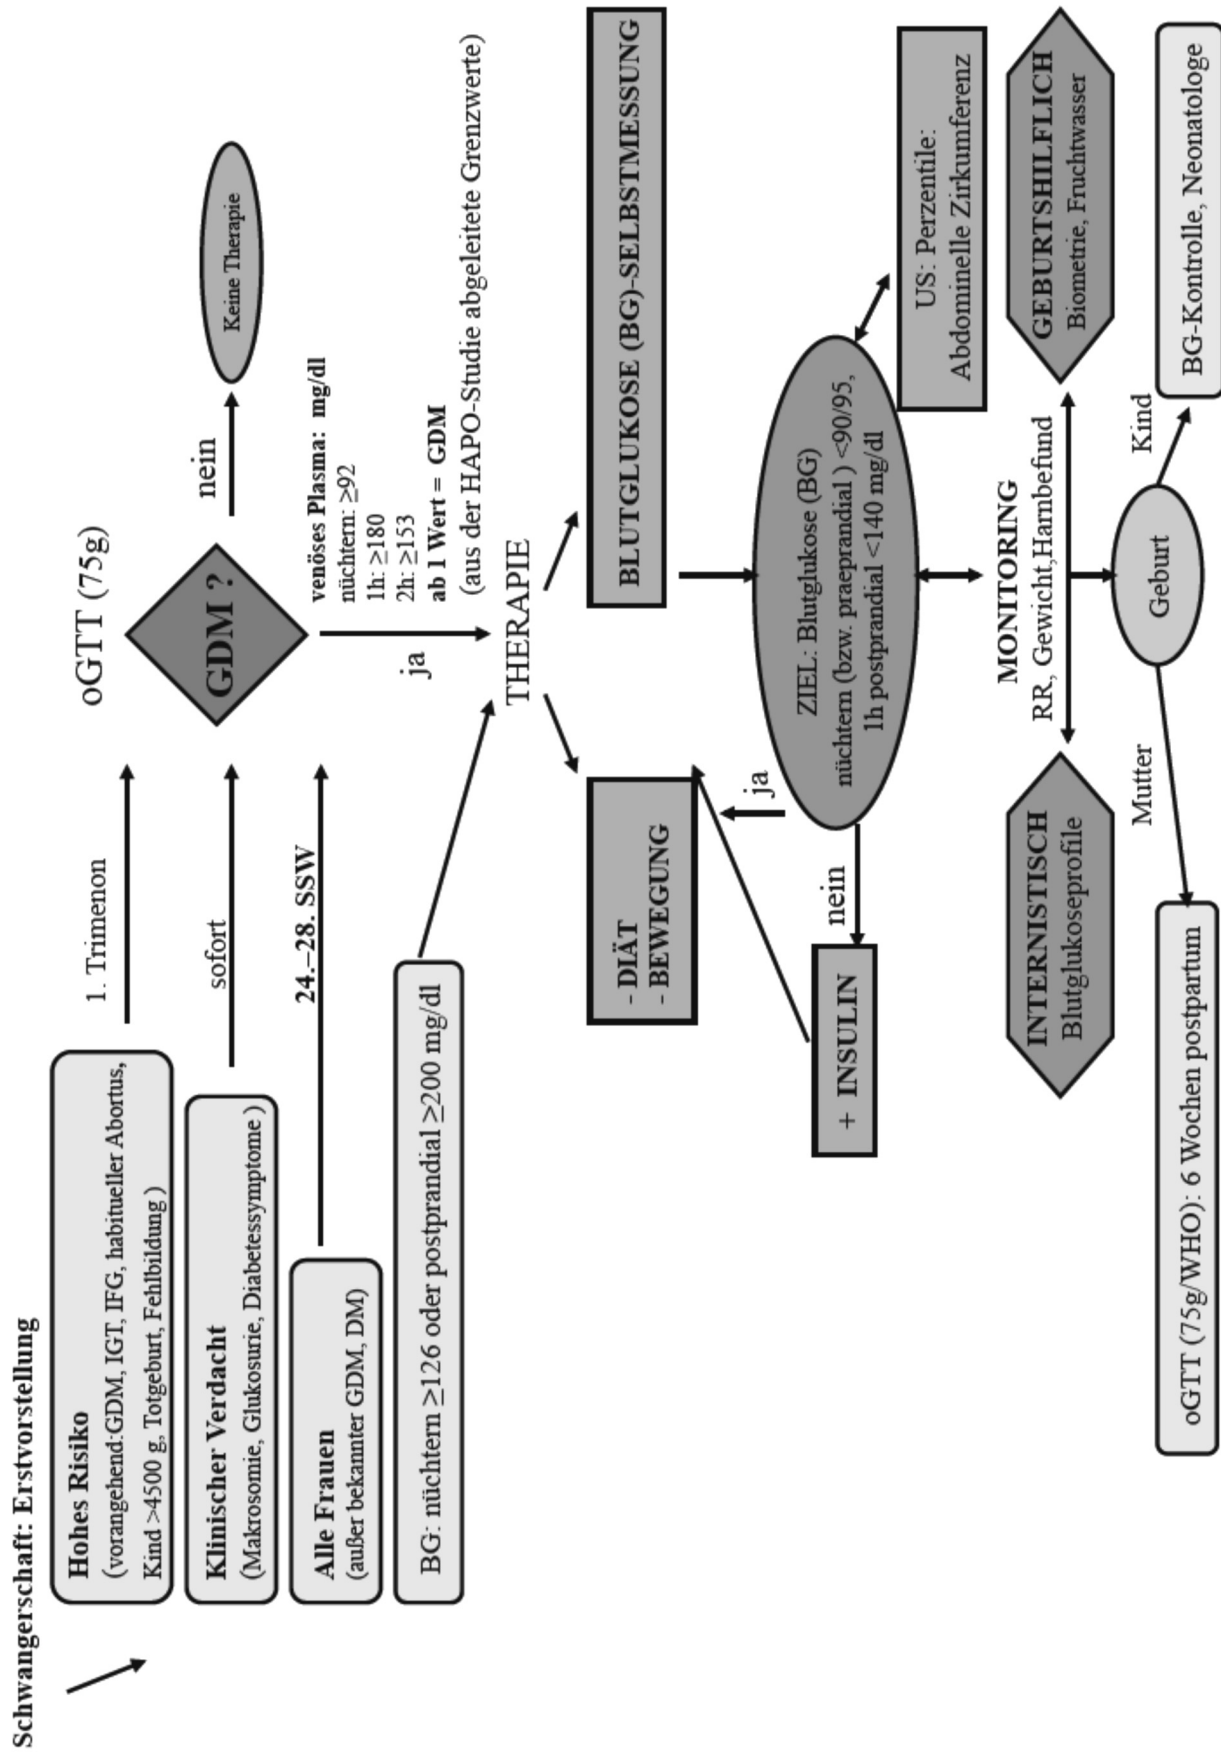 Schwangerschaft: Erstvorstellung
Hohes Risiko
(vorangehend:GDM, IGT, IFG, habitueller Abortus,
Kind >4500 g, Totgeburt, Fehlbildung )
1. Trimenon
oGTT (75g)
Klinischer Verdacht
(Makrosomie, Glukosurie, Diabetessymptome )
sofort
GDM ?
nein
Keine Therapie
Alle Frauen
(außer bekannter GDM, DM)
24.–28. SSW
venöses Plasma: mg/dl
nüchtern: ≥92
1h: ≥180
2h: ≥153
ab 1 Wert = GDM
(aus der HAPO-Studie abgeleitete Grenzwerte)
ja
BG: nüchtern ≥126 oder postprandial ≥200 mg/dl
THERAPIE
- DIÄT
- BEWEGUNG
BLUTGLUKOSE (BG)-SELBSTMESSUNG
ja
ZIEL: Blutglukose (BG)
nüchtern (bzw. praeprandial ) <90/95,
1h postprandial <140 mg/dl
nein
+ INSULIN
US: Perzentile:
Abdominelle Zirkumferenz
MONITORING
RR, Gewicht,Harnbefund
INTERNISTISCH
Blutglukoseprofile
GEBURTSHILFLICH
Biometrie, Fruchtwasser
Mutter
Geburt
Kind
oGTT (75g/WHO): 6 Wochen postpartum
BG-Kontrolle, Neonatologe